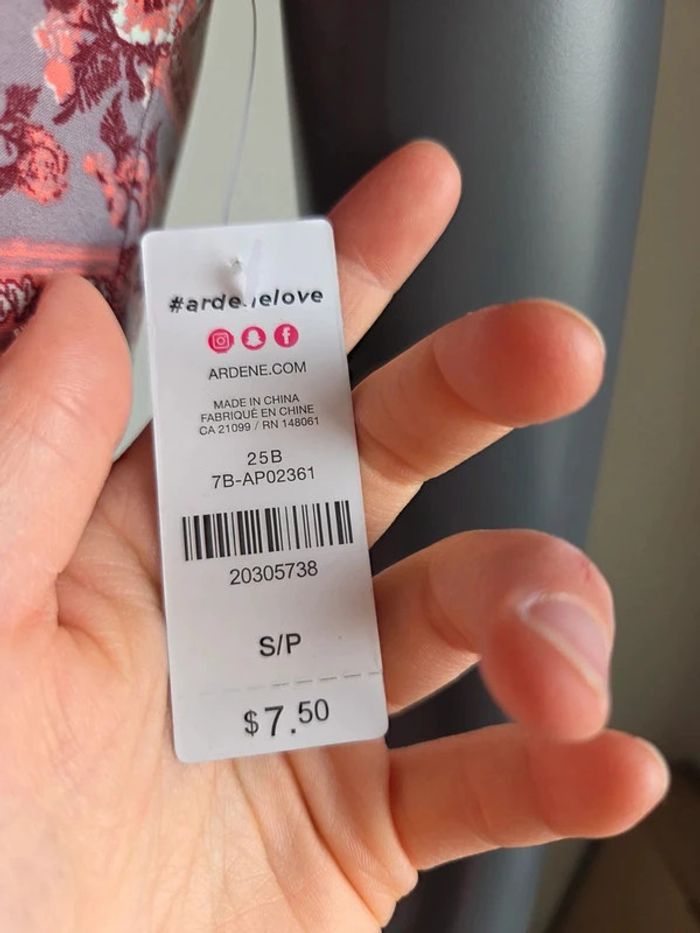 #ardenelove
ARDENE.COM
MADE IN CHINA
FABRIQUÉ EN CHINE
CA 21099 / RN 148061
25B
7B-AP02361
20305738
S/P
$7.50